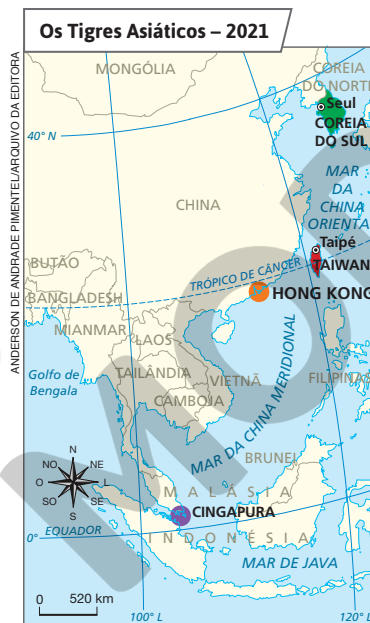 Os Tigres Asiáticos – 2021
ANDERSON DE ANDRADE PIMENTEL/ARQUIVO DA EDITORA
MONGÓLIA
COREIA
DO NORTE
Seul
COREIA
DO SUL
40° N
MAR
DA
CHINA
ORIENTAL
CHINA
Taipé
TAIWAN
TRÓPICO DE CÂNCER
BUTÃO
BANGLADESH
HONG KONG
MIANMAR
LAOS
TAILÂNDIA
VIETNÃ
FILIPINAS
Golfo de
Bengala
CAMBOJA
MAR DA CHINA MERIDIONAL
BRUNEI
N
NO
NE
O
L
SO
SE
S
MALÁSIA
CINGAPURA
EQUADOR
0°
INDONÉSIA
MAR DE JAVA
0 520 km
100° L
120° L